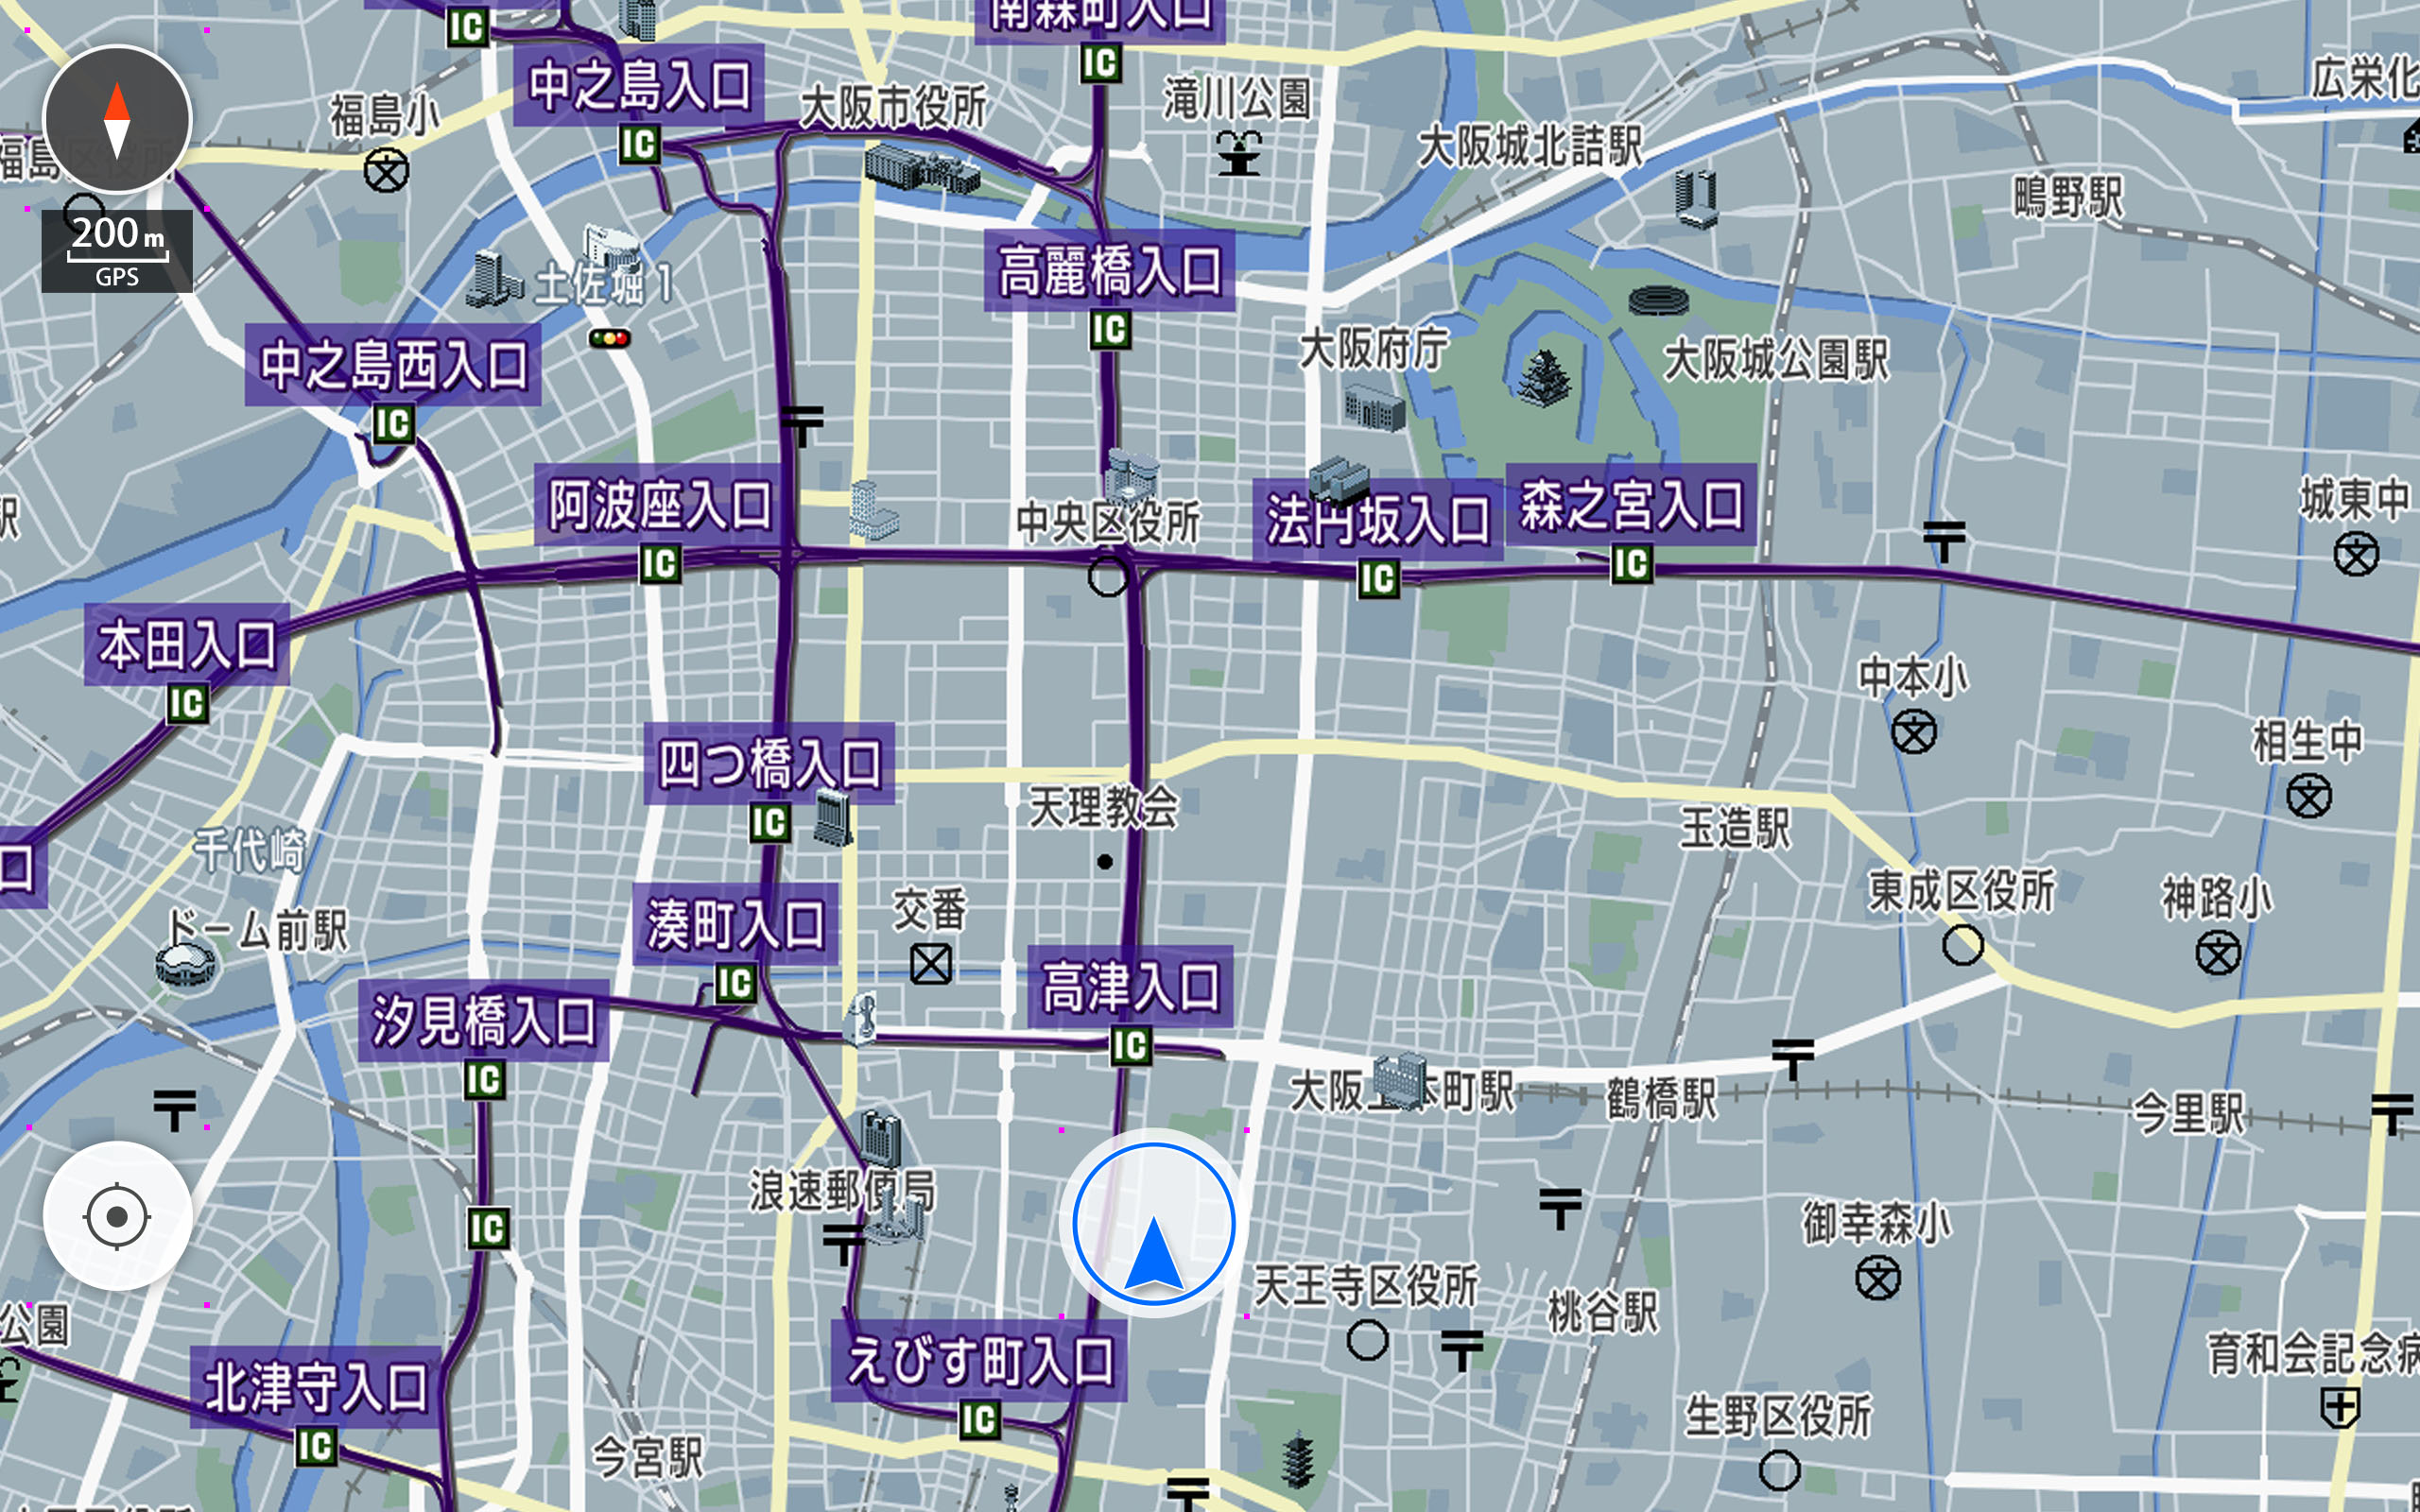 南森町入口
IC
IC
中之島入口
IC
大阪市役所
滝川公園
広栄化
福島小
大阪城北詰駅
鴫野駅
200m
GPS
土佐堀1
高麗橋入口
IC
中之島西入口
IC
大阪府庁
大阪城公園駅
駅
阿波座入口
IC
中央区役所
法円坂入口
IC
森之宮入口
IC
城東中
本田入口
IC
中本小
相生中
四つ橋入口
IC
天理教会
玉造駅
千代崎
口
東成区役所
神路小
ドーム前駅
湊町入口
IC
交番
高津入口
IC
汐見橋入口
IC
大阪上本町駅
鶴橋駅
今里駅
浪速郵便局
IC
御幸森小
天王寺区役所
桃谷駅
公園
えびす町入口
IC
育和会記念病
北津守入口
IC
生野区役所
今宮駅